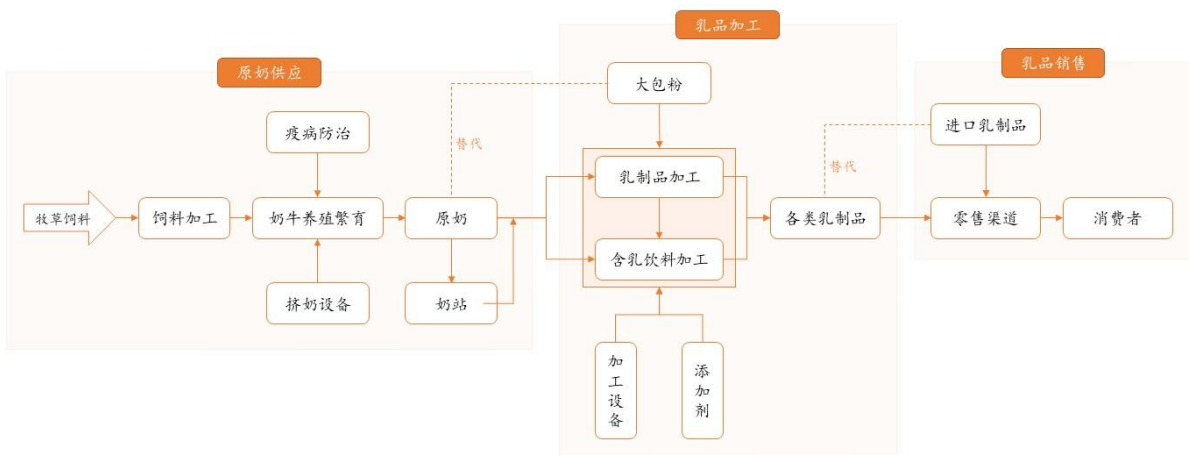 乳品加工
原奶供应
乳品销售
大包粉
疫病防治
进口乳制品
替代
替代
乳制品加工
牧草饲料
饲料加工
奶牛养殖繁育
原奶
各类乳制品
零售渠道
消费者
含乳饮料加工
挤奶设备
奶站
加工设备
添加剂